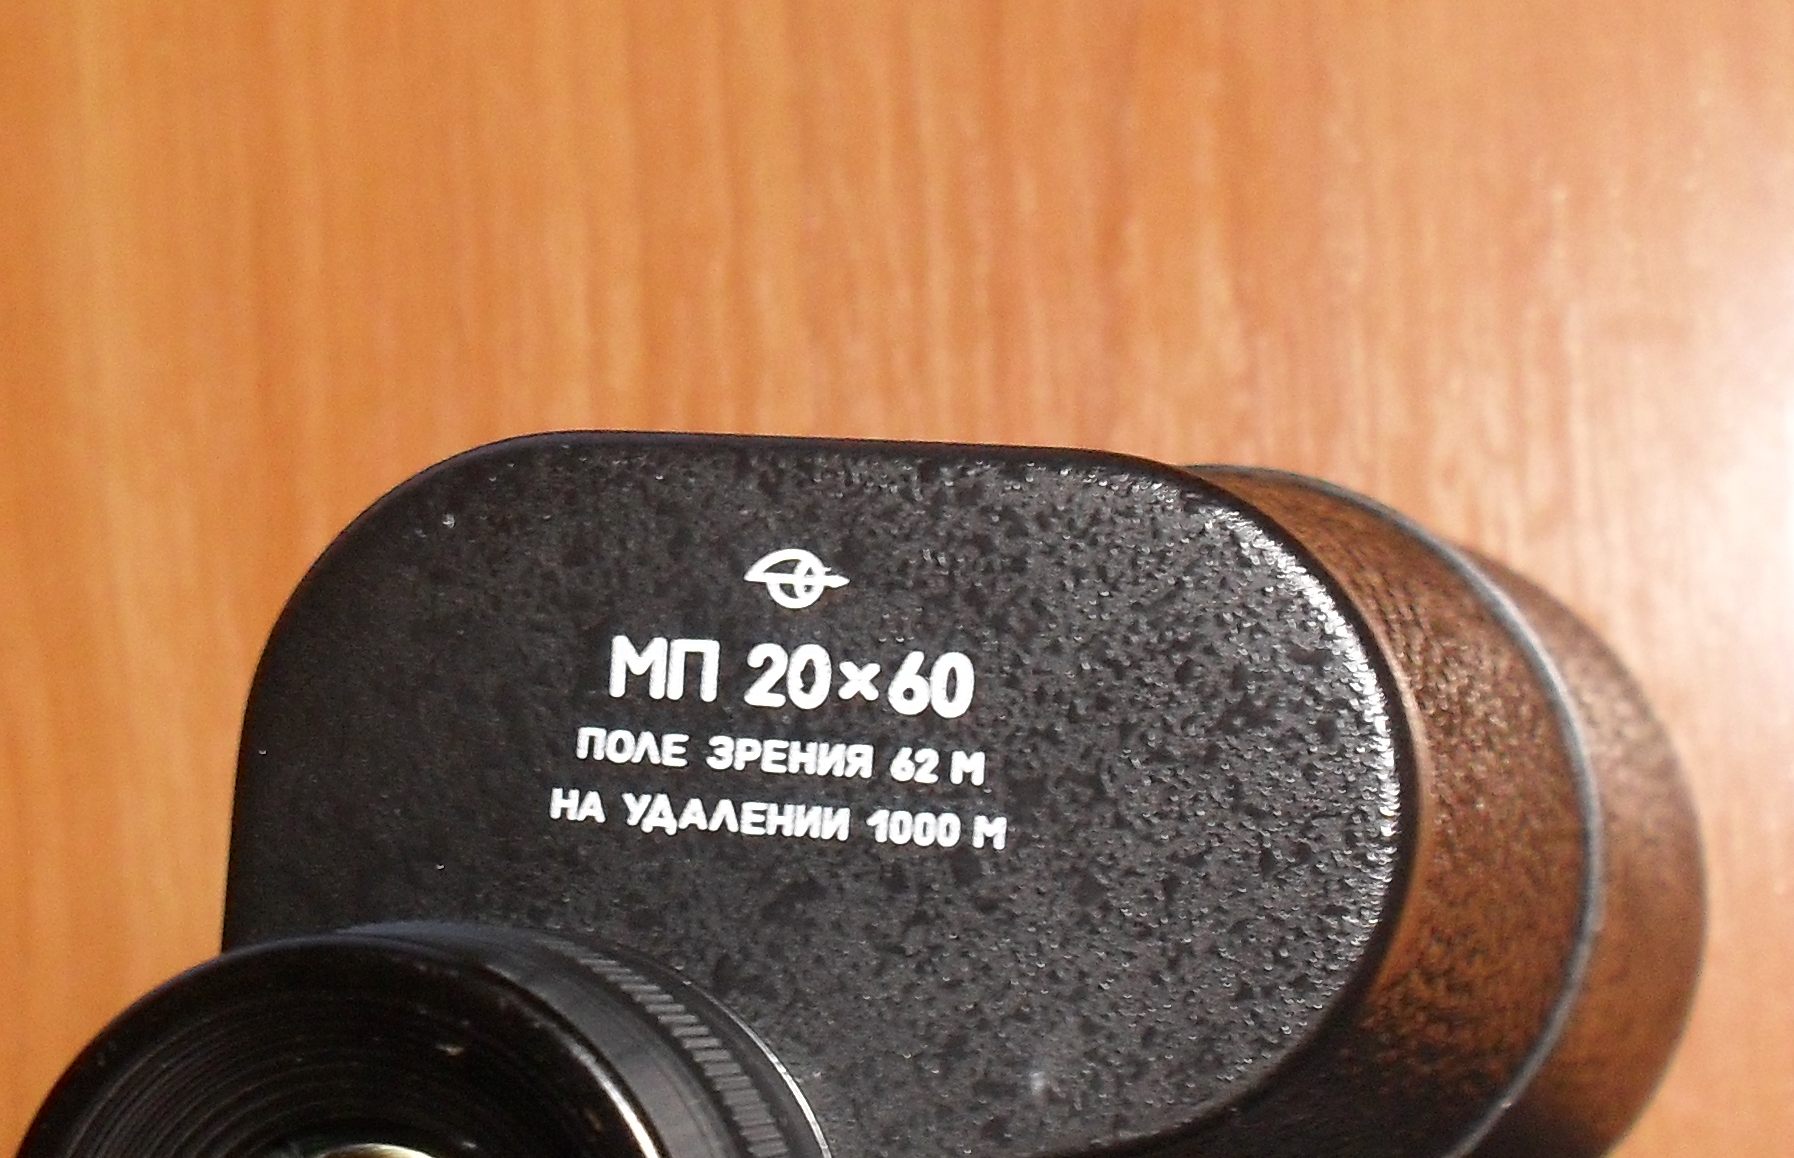 МП 20×60
ПОЛЕ ЗРЕНИЯ 62 М
НА УДАЛЕНИИ 1000 М